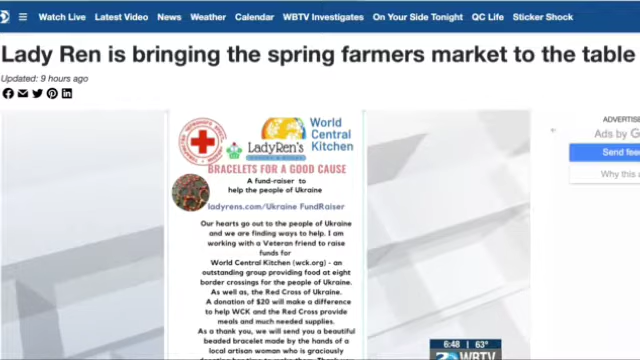 Watch Live Latest Video News Weather Calendar WBTV Investigates On Your Side Tonight QC Life Sticker Shock
Lady Ren is bringing the spring farmers market to the table
Updated: 9 hours ago
World
Central
Kitchen
LadyRen's
BRACELETS FOR A GOOD CAUSE
A fund-raiser to
help the people of Ukraine
ladyrens.com/Ukraine FundRaiser
Our hearts go out to the people of Ukraine
and we are finding ways to help. I am
working with a Veteran friend to raise
funds for
World Central Kitchen (wck.org) - an
outstanding group providing food at eight
border crossings for the people of Ukraine.
As well as, the Red Cross of Ukraine.
A donation of $20 will make a difference
to help WCK and the Red Cross provide
meals and much needed supplies.
As a thank you, we will send you a beautiful
beaded bracelet made by the hands of a
local artisan woman who is graciously
ADVERTISE
Ads by G
Send fee
Why this a
6:48 63°
WBTV